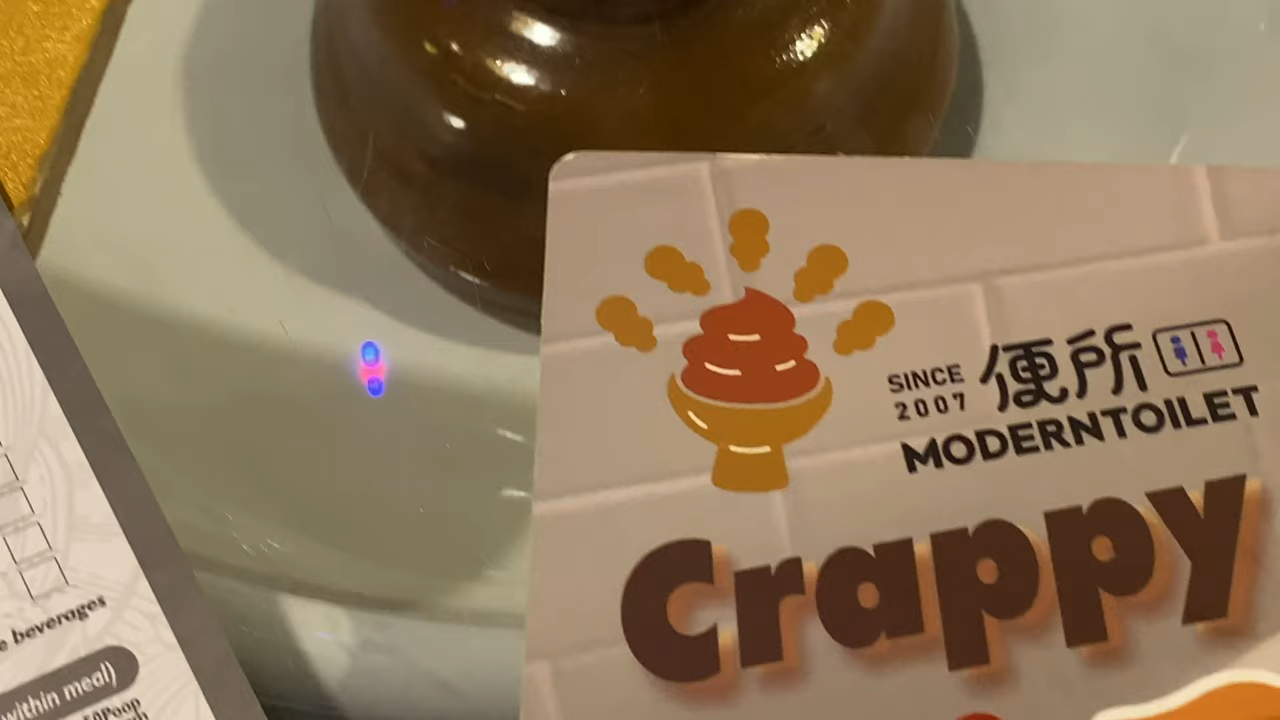 SINCE
2007
便所
MODERNTOILET
Crappy
beverages
within meal)